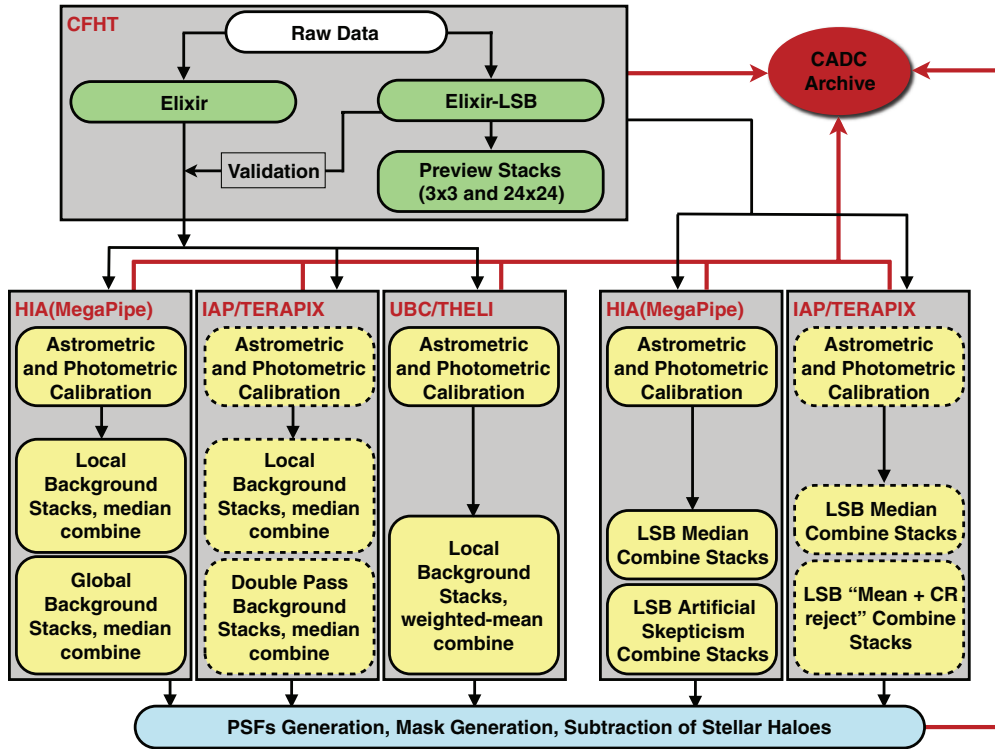 CFHT
Raw Data
CADC
Archive
Elixir
Elixir-LSB
Validation
Preview Stacks
(3x3 and 24x24)
HIA(MegaPipe)
Astrometric
and Photometric
Calibration
Local
Background
Stacks, median
combine
Global
Background
Stacks, median
combine
IAP/TERAPIX
Astrometric
and Photometric
Calibration
Local
Background
Stacks, median
combine
Double Pass
Background
Stacks, median
combine
UBC/THELI
Astrometric
and Photometric
Calibration
Local
Background
Stacks,
weighted-mean
combine
HIA(MegaPipe)
Astrometric
and Photometric
Calibration
LSB Median
Combine Stacks
LSB Artificial
Skepticism
Combine Stacks
IAP/TERAPIX
Astrometric
and Photometric
Calibration
LSB Median
Combine Stacks
LSB “Mean + CR
reject” Combine
Stacks
PSFs Generation, Mask Generation, Subtraction of Stellar Haloes